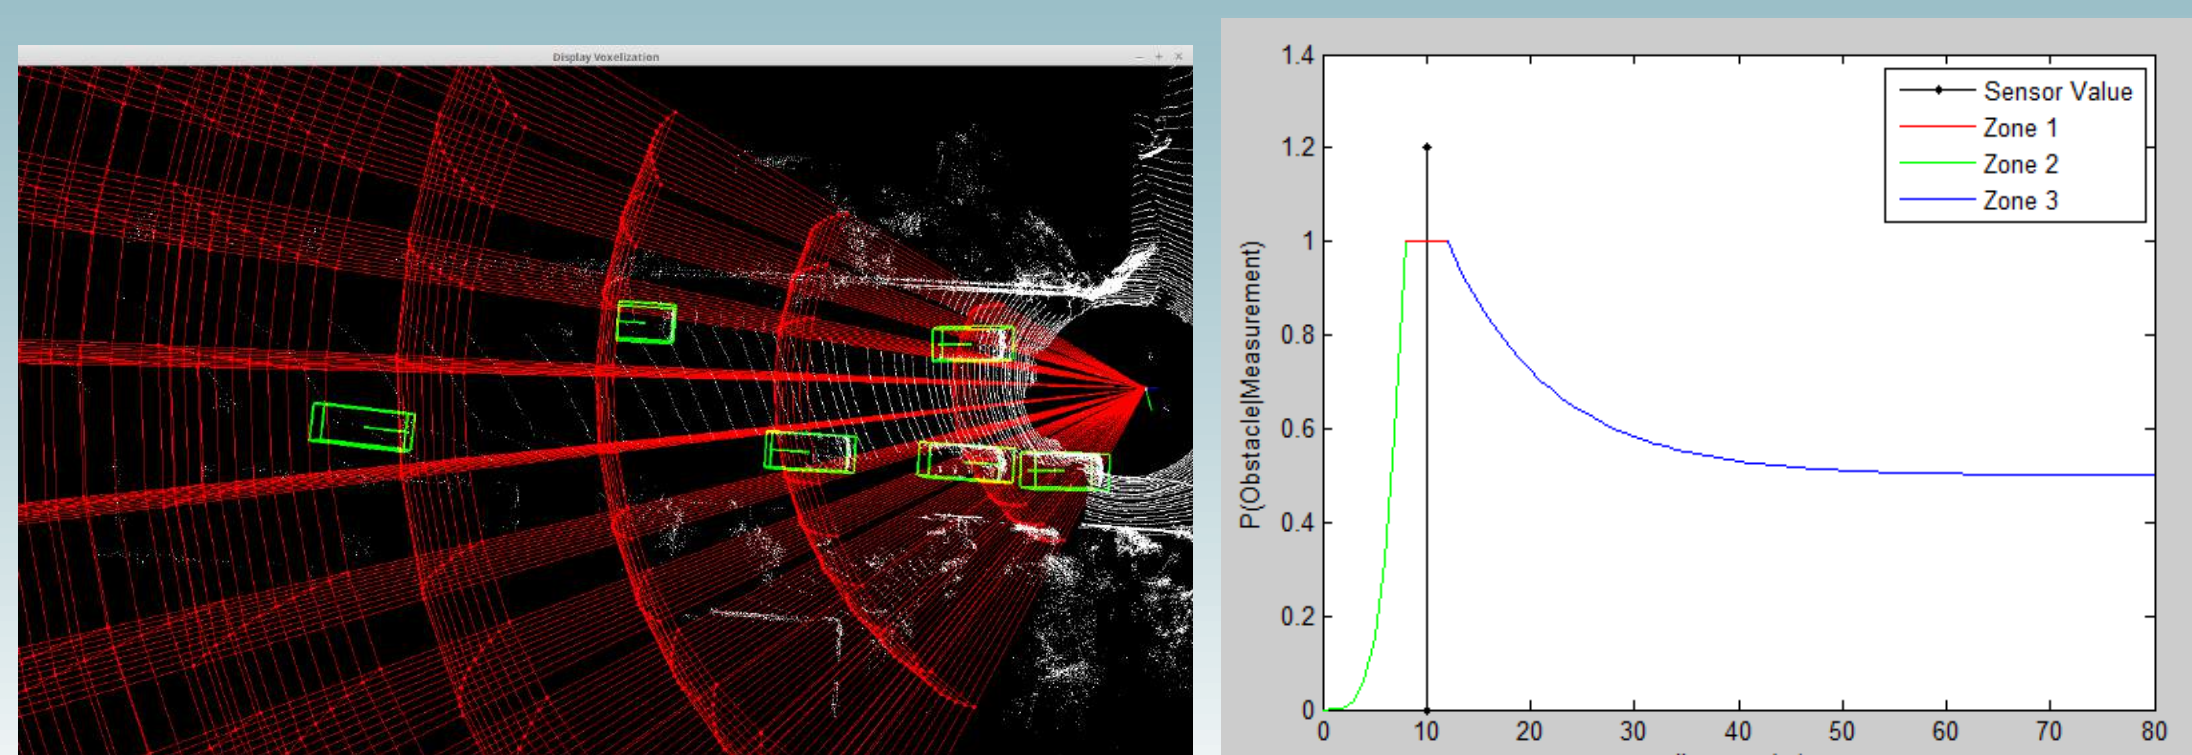 Display Voxelization
1.4
1.2
1
0.8
0.6
0.4
0.2
0
P(Obstacle|Measurement)
Sensor Value
Zone 1
Zone 2
Zone 3
0 10 20 30 40 50 60 70 80